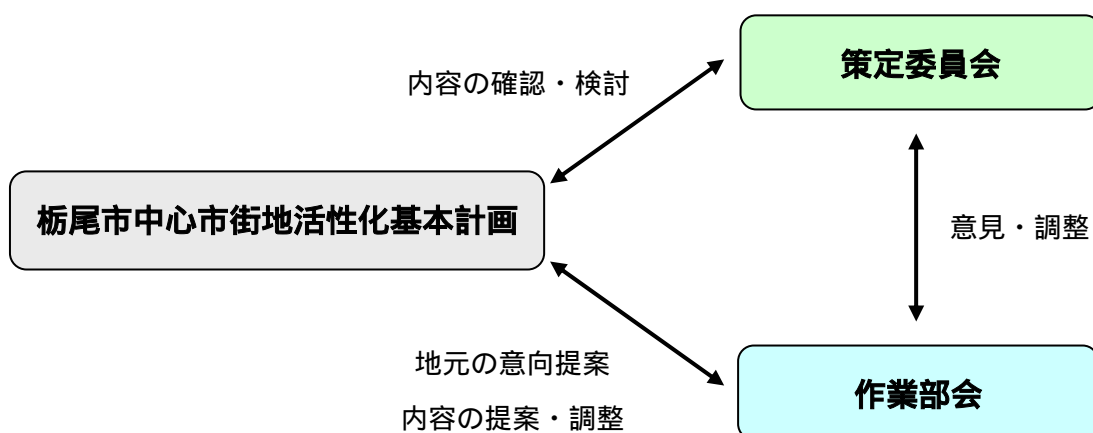 策定委員会
内容の確認・検討
栃尾市中心市街地活性化基本計画
意見・調整
地元の意向提案
内容の提案・調整
作業部会